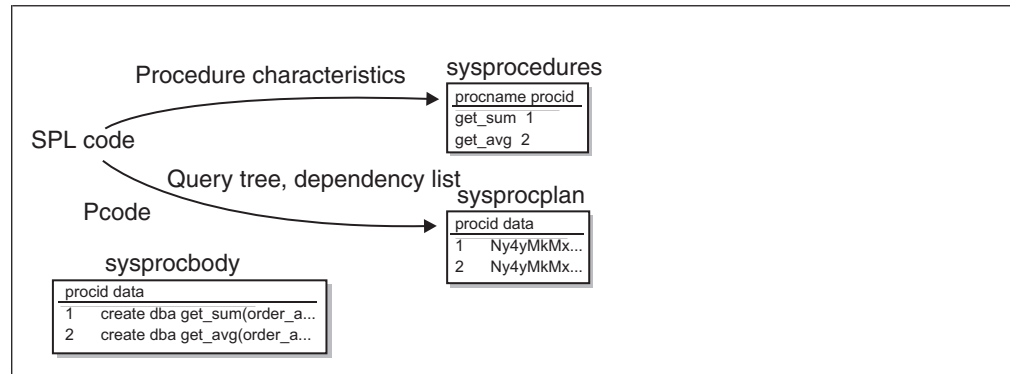 Procedure characteristics
sysprocedures
procname procid
get_sum 1
get_avg 2
SPL code
Query tree, dependency list
Pcode
sysprocplan
procid data
1 Ny4yMkMx...
2 Ny4yMkMx...
sysprocbody
procid data
1 create dba get_sum(order_a...
2 create dba get_avg(order_a...